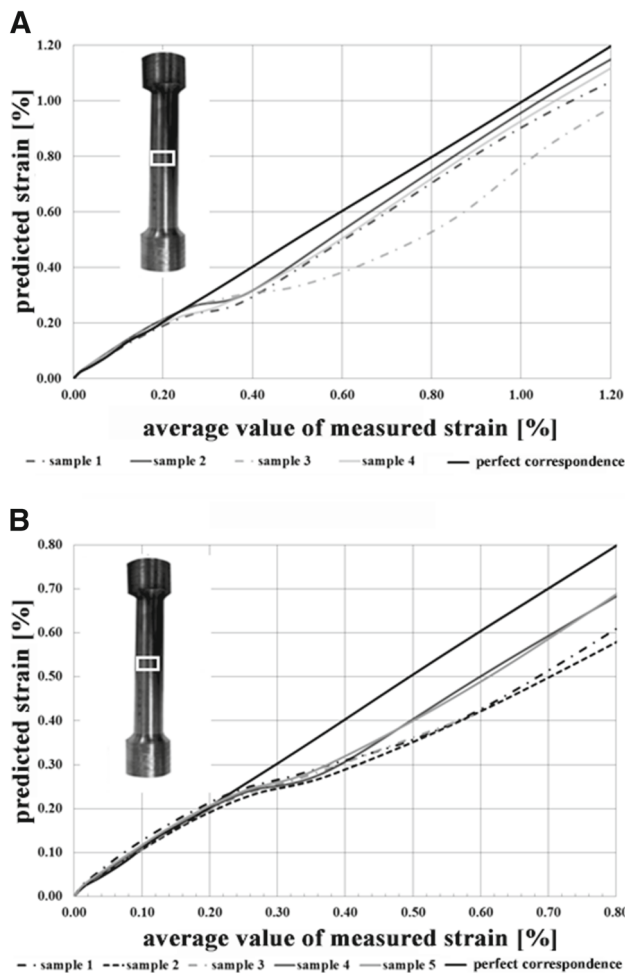 A
1.20
1.00
0.80
0.60
0.40
0.20
0.00
predicted strain [%]
0.00 0.20 0.40 0.60 0.80 1.00 1.20
average value of measured strain [%]
sample 1 sample 2 sample 3 sample 4 perfect correspondence
B
0.80
0.70
0.60
0.50
0.40
0.30
0.20
0.10
0.00
predicted strain [%]
0.00 0.10 0.20 0.30 0.40 0.50 0.60 0.70 0.80
average value of measured strain [%]
sample 1 sample 2 sample 3 sample 4 sample 5 perfect correspondence